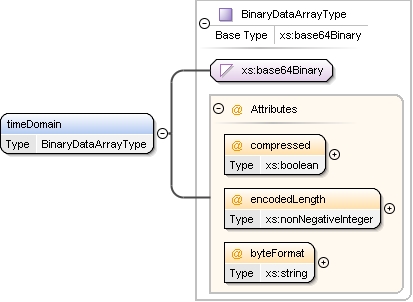 BinaryDataArrayType
Base Type xs:base64Binary
xs:base64Binary
timeDomain
Type BinaryDataArrayType
@ Attributes
@ compressed
Type xs:boolean
@ encodedLength
Type xs:nonNegativeInteger
@ byteFormat
Type xs:string